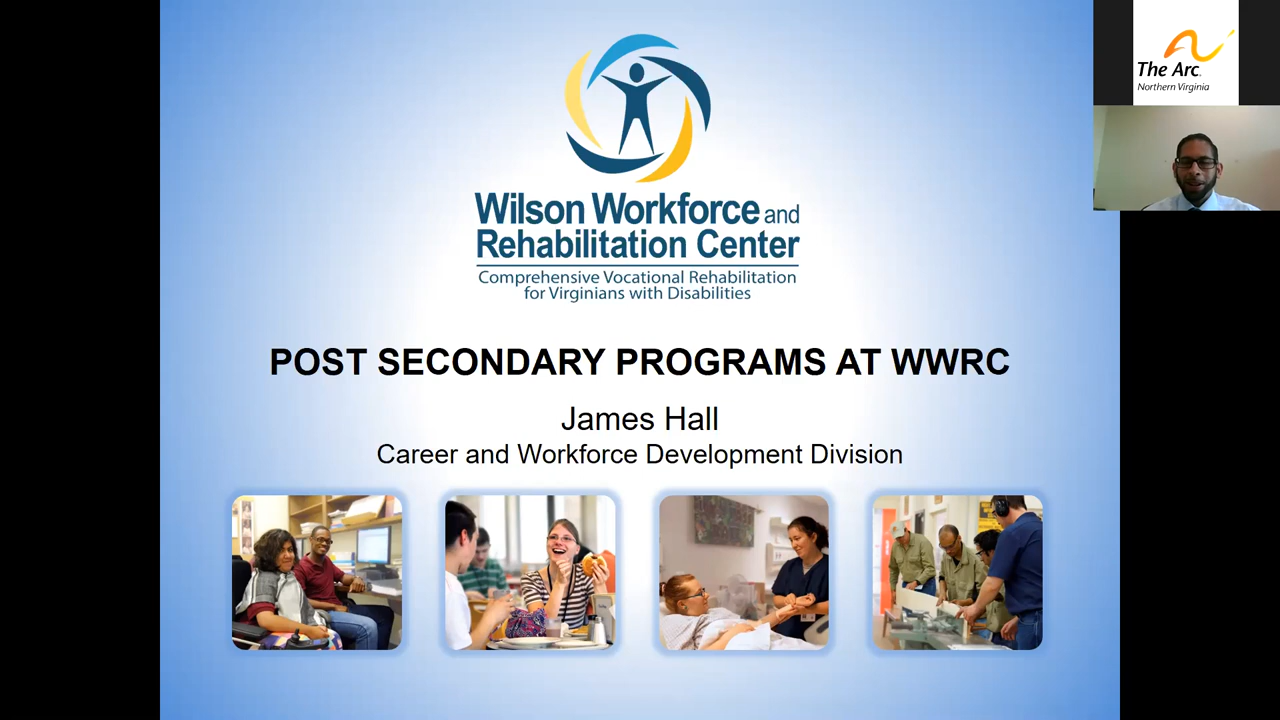 Wilson Workforce and
Rehabilitation Center
Comprehensive Vocational Rehabilitation
for Virginians with Disabilities
POST SECONDARY PROGRAMS AT WWRC
James Hall
Career and Workforce Development Division
The Arc.
Northern Virginia